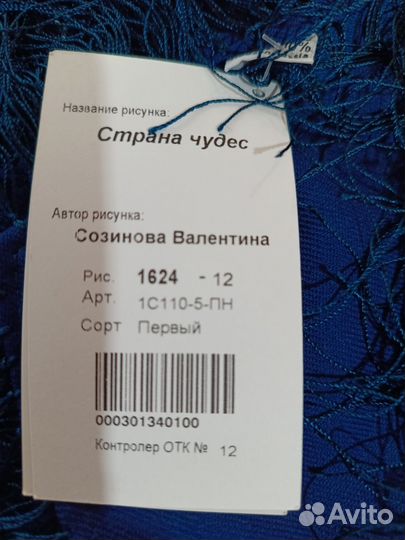 Название рисунка:
Страна чудес
Автор рисунка:
Созинова Валентина
Рис. 1624 - 12
Арт. 1С110-5-ПН
Сорт Первый
000301340100
Контролер ОТК № 12
Avito